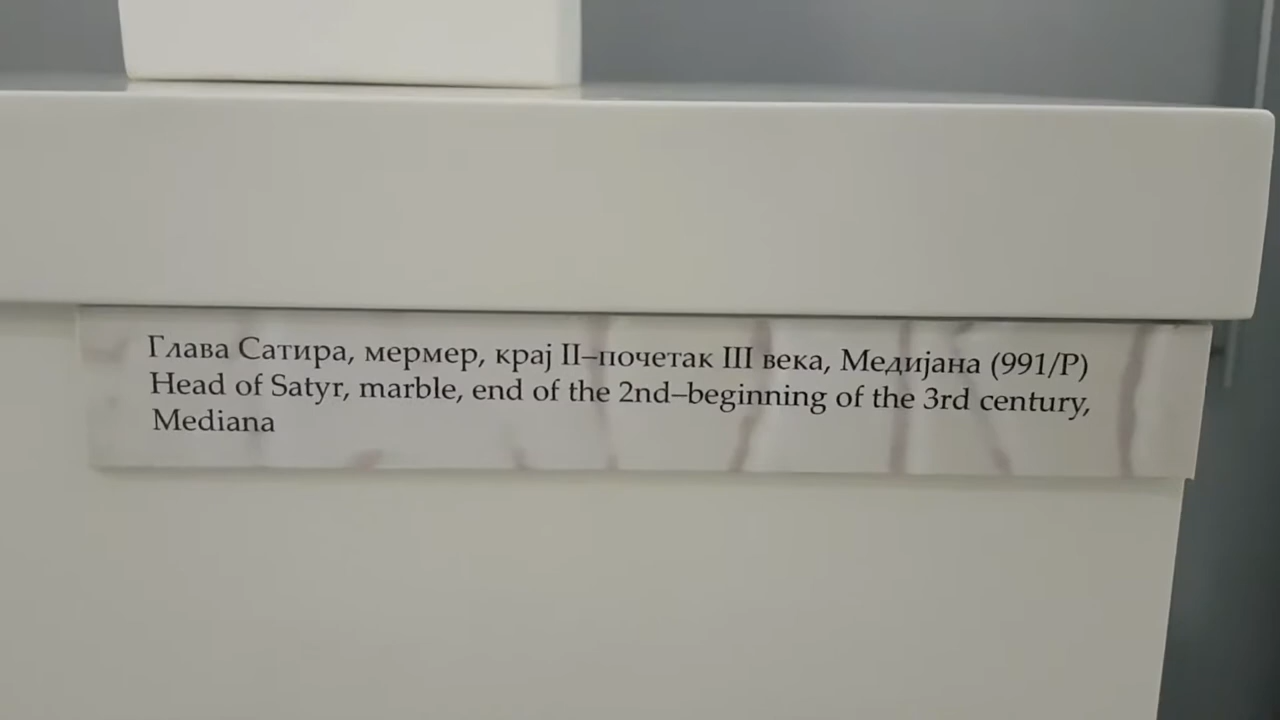 Глава Сатира, мермер, крај II–почетак III века, Медијана (991/Р)
Head of Satyr, marble, end of the 2nd–beginning of the 3rd century,
Mediana